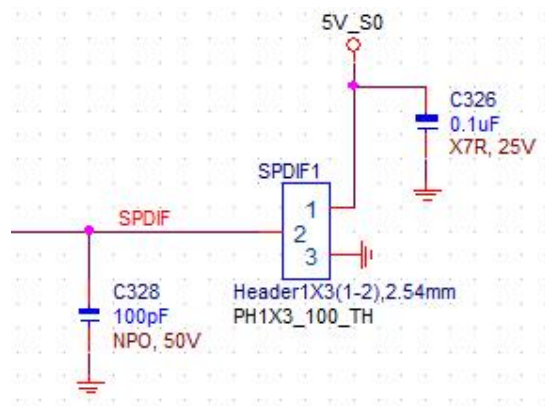 5V_S0
C326
0.1uF
X7R, 25V
SPDIF1
1
SPDIF
2
3
C328
100pF
NPO, 50V
Header1X3(1-2),2.54mm
PH1X3_100_TH